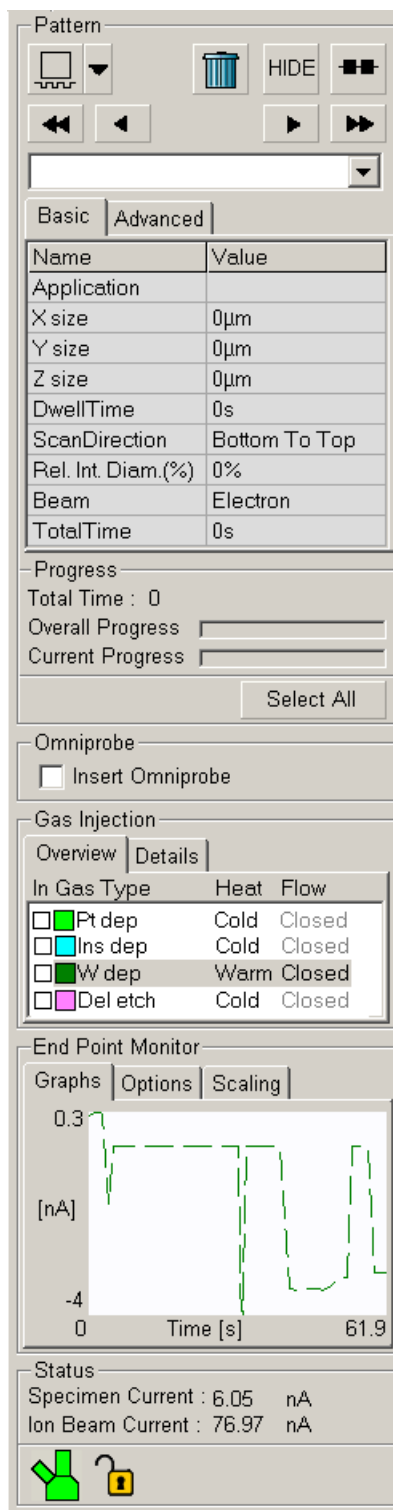 Pattern
HIDE
Basic Advanced
Name Value
Application
X size 0µm
Y size 0µm
Z size 0µm
DwellTime 0s
ScanDirection Bottom To Top
Rel. Int. Diam.(%) 0%
Beam Electron
TotalTime 0s
Progress
Total Time : 0
Overall Progress
Current Progress
Select All
Omniprobe
Insert Omniprobe
Gas Injection
Overview Details
In Gas Type Heat Flow
Pt dep Cold Closed
Ins dep Cold Closed
W dep Warm Closed
Del etch Cold Closed
End Point Monitor
Graphs Options Scaling
0.3
[nA]
-4
0 Time [s] 61.9
Status
Specimen Current : 6.05 nA
Ion Beam Current : 76.97 nA